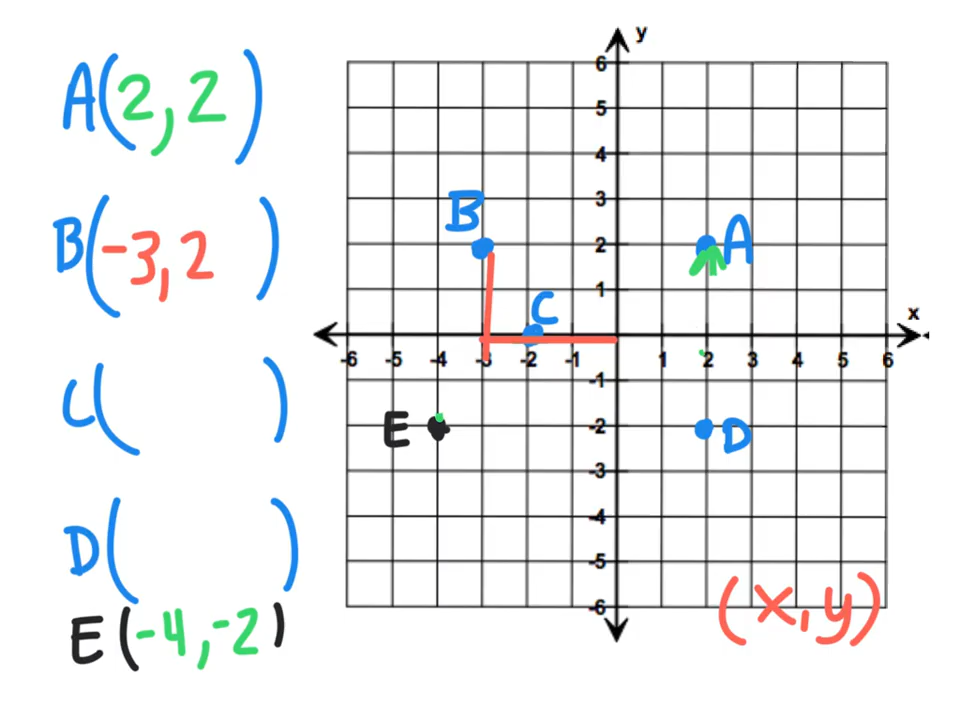 A(2,2)
B(-3,2)
C( )
D( )
E(-4,-2)
y
6
5
4
3
2
1
-1
-2
-3
-4
-5
-6
-6 -5 -4 -3 -2 -1 1 2 3 4 5 6
x
B
A
C
E
D
(x,y)